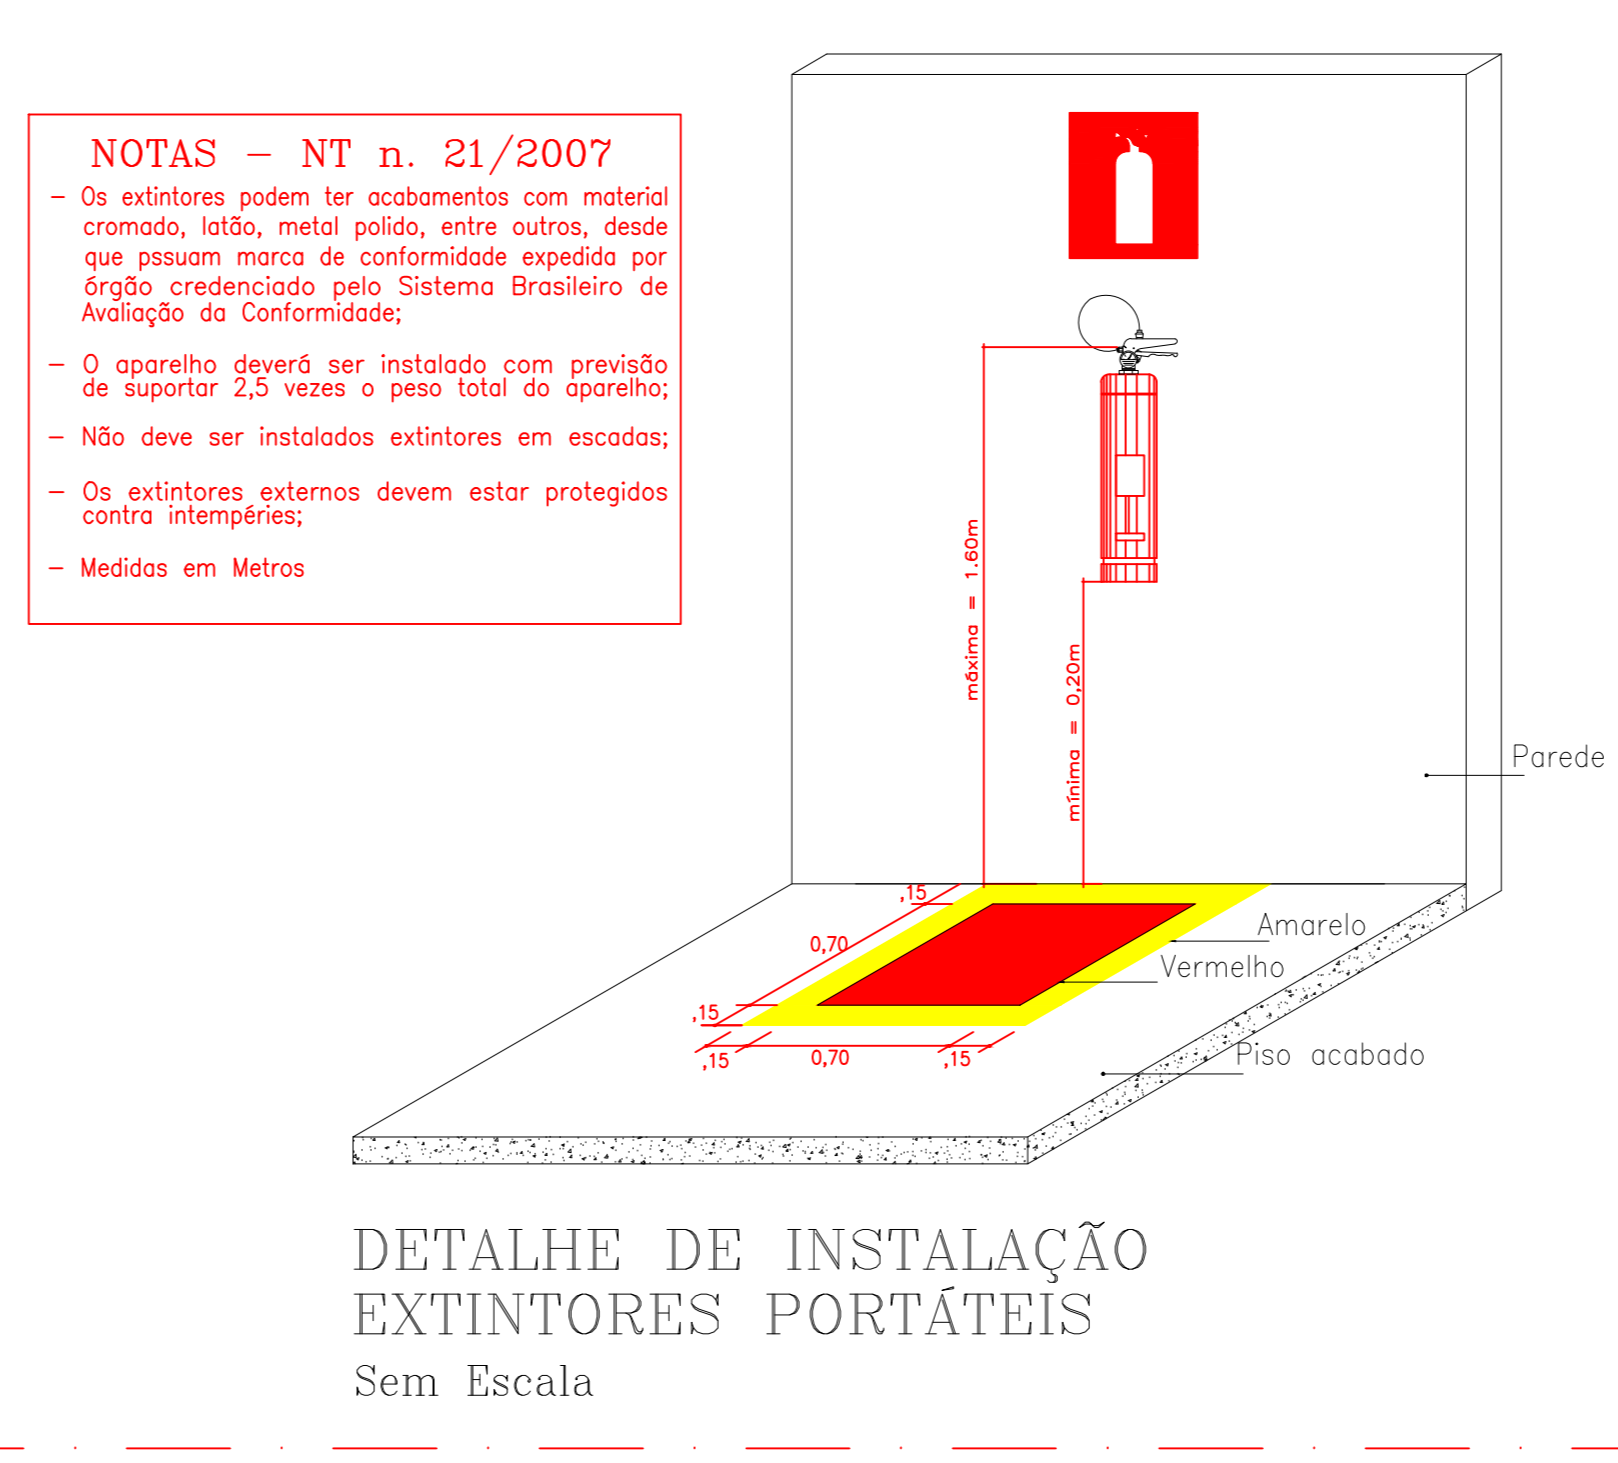 NOTAS – NT n. 21/2007
– Os extintores podem ter acabamentos com material
cromado, latão, metal polido, entre outros, desde
que pssuam marca de conformidade expedida por
órgão credenciado pelo Sistema Brasileiro de
Avaliação da Conformidade;
– O aparelho deverá ser instalado com previsão
de suportar 2,5 vezes o peso total do aparelho;
– Não deve ser instalados extintores em escadas;
– Os extintores externos devem estar protegidos
contra intempéries;
– Medidas em Metros
máxima = 1.60m
mínima = 0,20m
Parede
,15
0,70
,15
Amarelo
Vermelho
,15
0,70
,15
Piso acabado
DETALHE DE INSTALAÇÃO
EXTINTORES PORTÁTEIS
Sem Escala